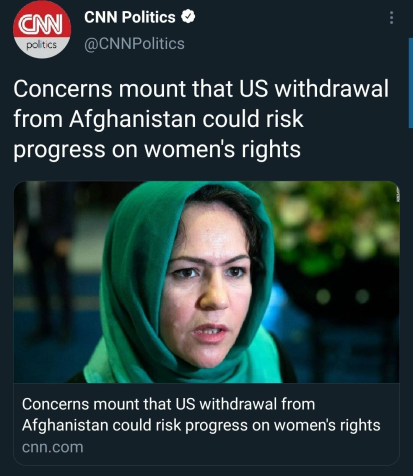 CNN
politics
CNN Politics
@CNNPolitics
Concerns mount that US withdrawal
from Afghanistan could risk
progress on women's rights
Concerns mount that US withdrawal from
Afghanistan could risk progress on women's rights
cnn.com